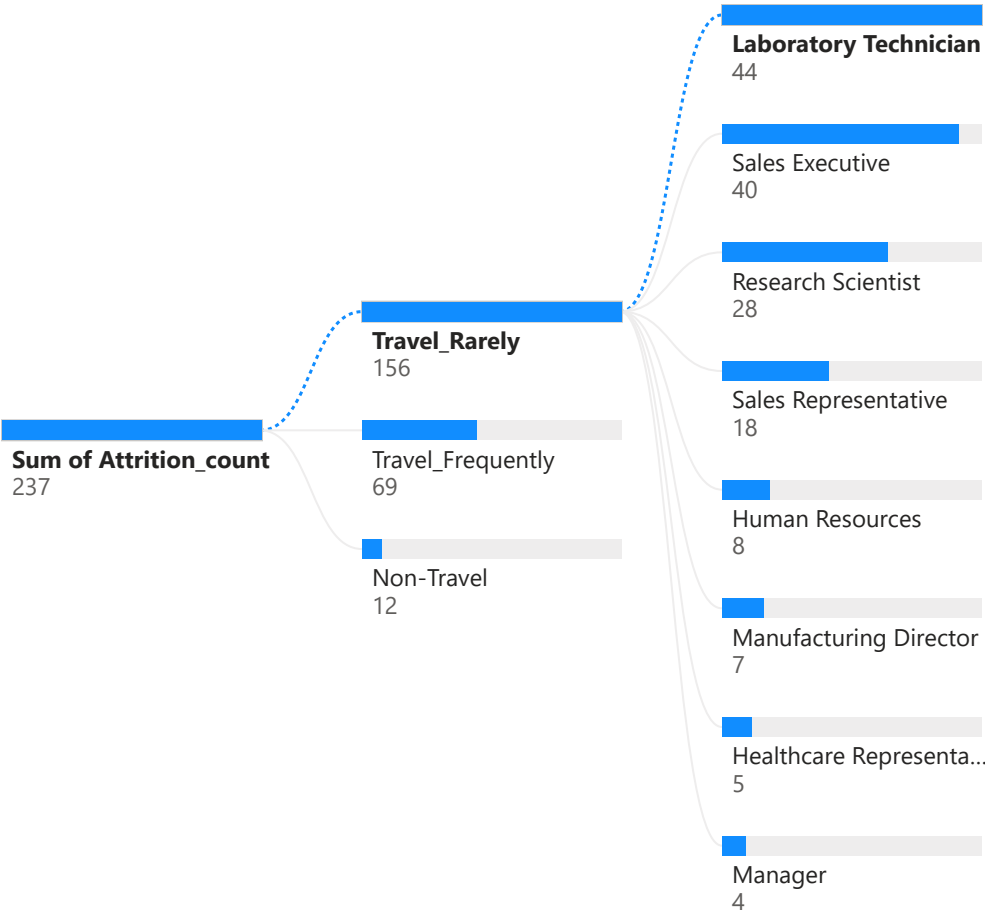 Sum of Attrition_count
237
Travel_Rarely
156
Travel_Frequently
69
Non-Travel
12
Laboratory Technician
44
Sales Executive
40
Research Scientist
28
Sales Representative
18
Human Resources
8
Manufacturing Director
7
Healthcare Representa...
5
Manager
4